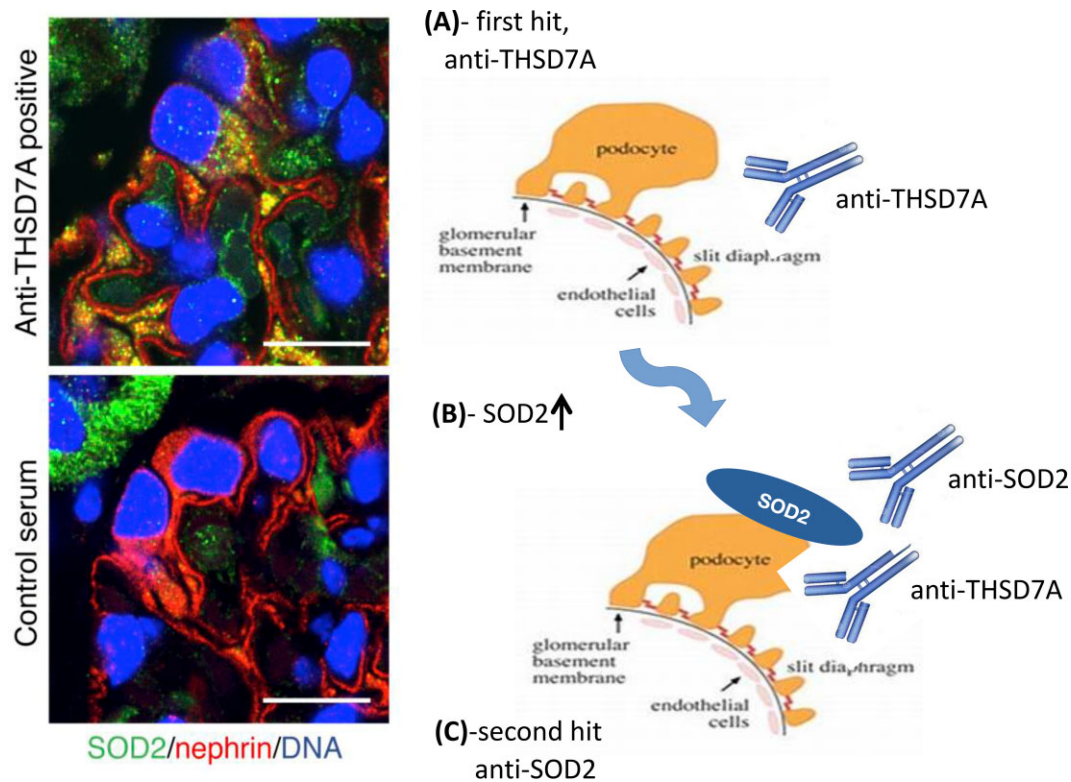 Anti-THSD7A positive
Control serum
SOD2/nephrin/DNA
(A)- first hit,
anti-THSD7A
podocyte
anti-THSD7A
glomerular
basement
membrane
slit diaphragm
endothelial
cells
(B)- SOD2↑
SOD2
anti-SOD2
podocyte
anti-THSD7A
glomerular
basement
membrane
slit diaphragm
endothelial
cells
(C)-second hit
anti-SOD2